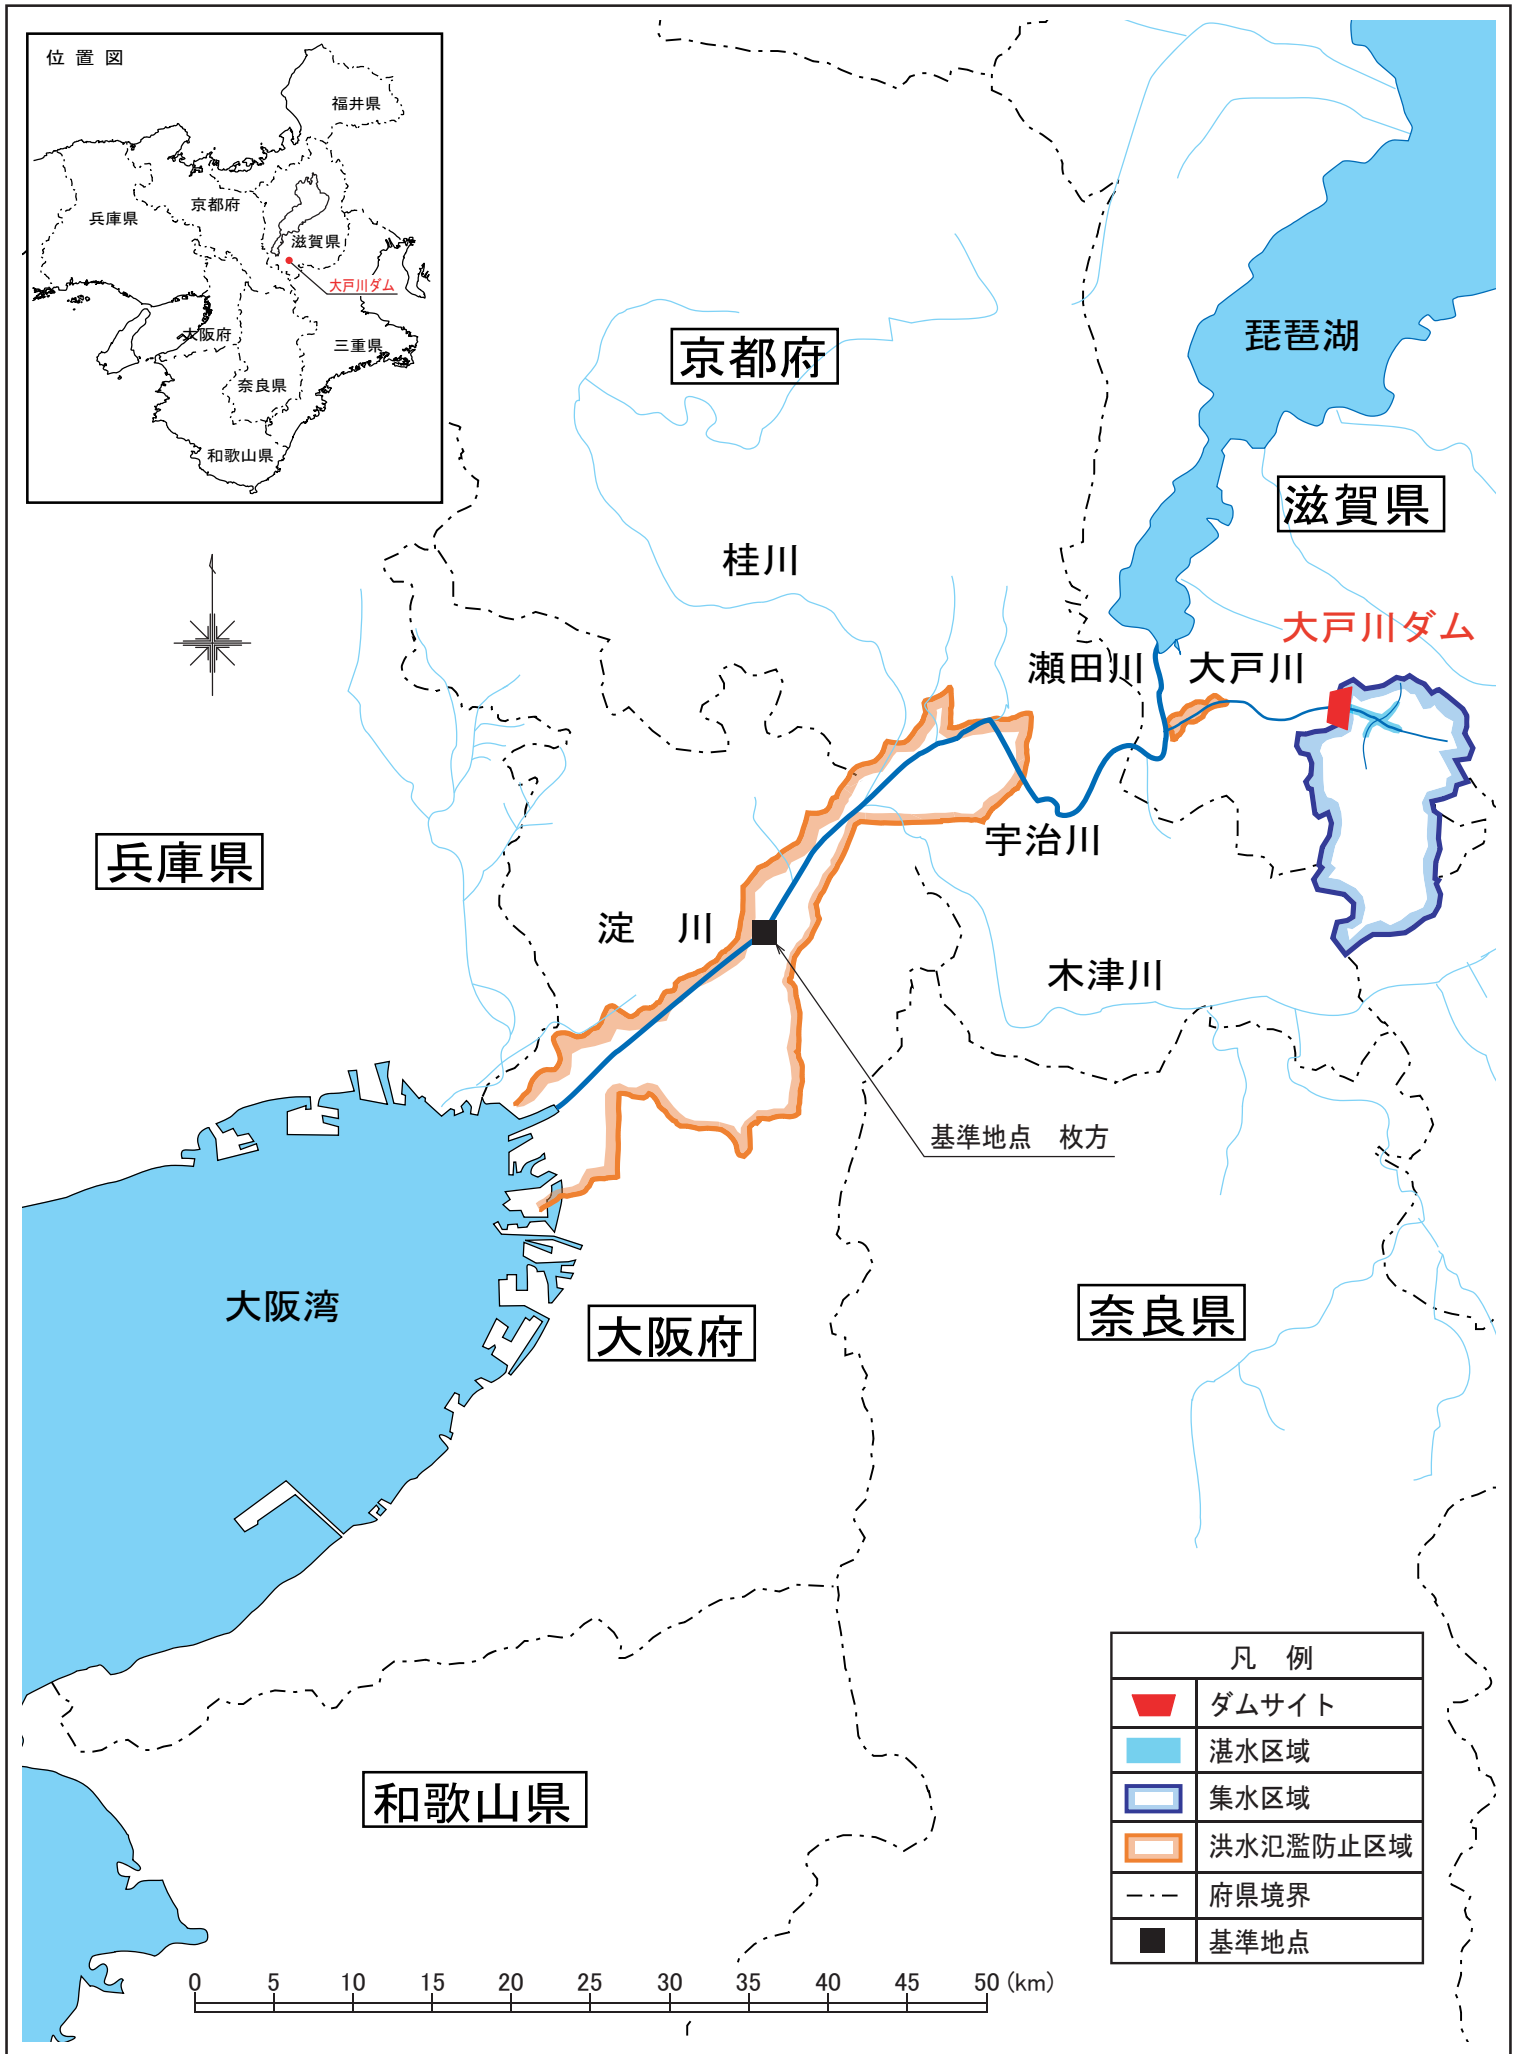 位置図
福井県
京都府
兵庫県
滋賀県
大戸川ダム
大阪府
三重県
奈良県
和歌山県
京都府
琵琶湖
滋賀県
桂川
大戸川ダム
瀬田川
大戸川
宇治川
兵庫県
淀 川
木津川
基準地点 枚方
大阪湾
大阪府
奈良県
和歌山県
凡 例
ダムサイト
湛水区域
集水区域
洪水氾濫防止区域
府県境界
基準地点
0 5 10 15 20 25 30 35 40 45 50 (km)